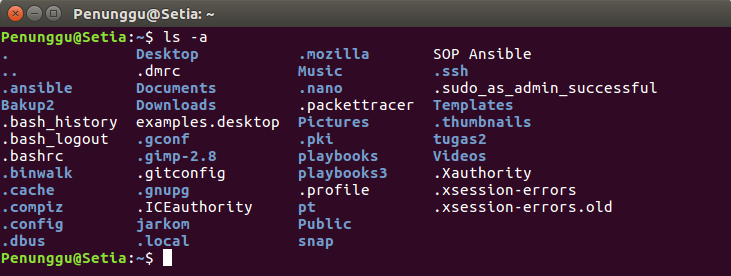 Penunggu@Setia: ~
Penunggu@Setia:~$ ls -a
. Desktop .mozilla SOP Ansible
.. .dmrc Music .ssh
.ansible Documents .nano .sudo_as_admin_successful
Bakup2 Downloads .packettracer Templates
.bash_history examples.desktop Pictures .thumbnails
.bash_logout .gconf .pki tugas2
.bashrc .gimp-2.8 playbooks Videos
.binwalk .gitconfig playbooks3 .Xauthority
.cache .gnupg .profile .xsession-errors
.compiz .ICEauthority pt .xsession-errors.old
.config jarkom Public
.dbus .local snap
Penunggu@Setia:~$